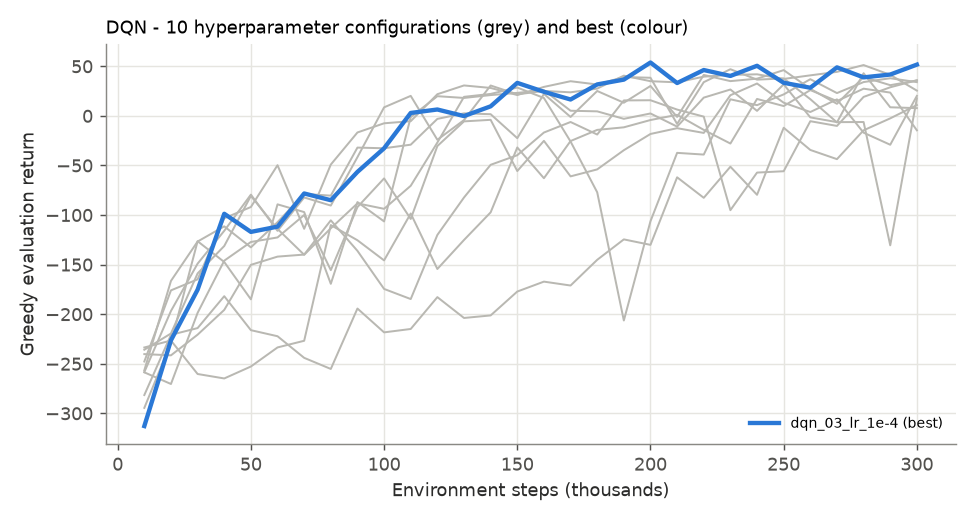 DQN - 10 hyperparameter configurations (grey) and best (colour)
Greedy evaluation return
50
0
−50
−100
−150
−200
−250
−300
dqn_03_lr_1e-4 (best)
0 50 100 150 200 250 300
Environment steps (thousands)